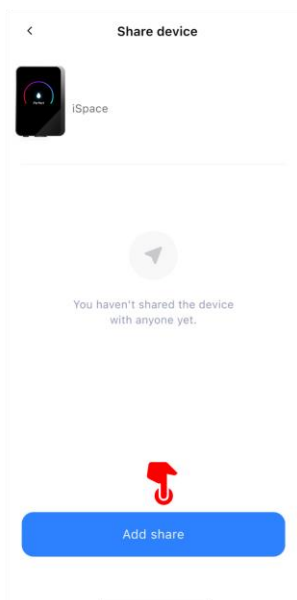 Share device
iSpace
You haven't shared the device
with anyone yet.
Add share